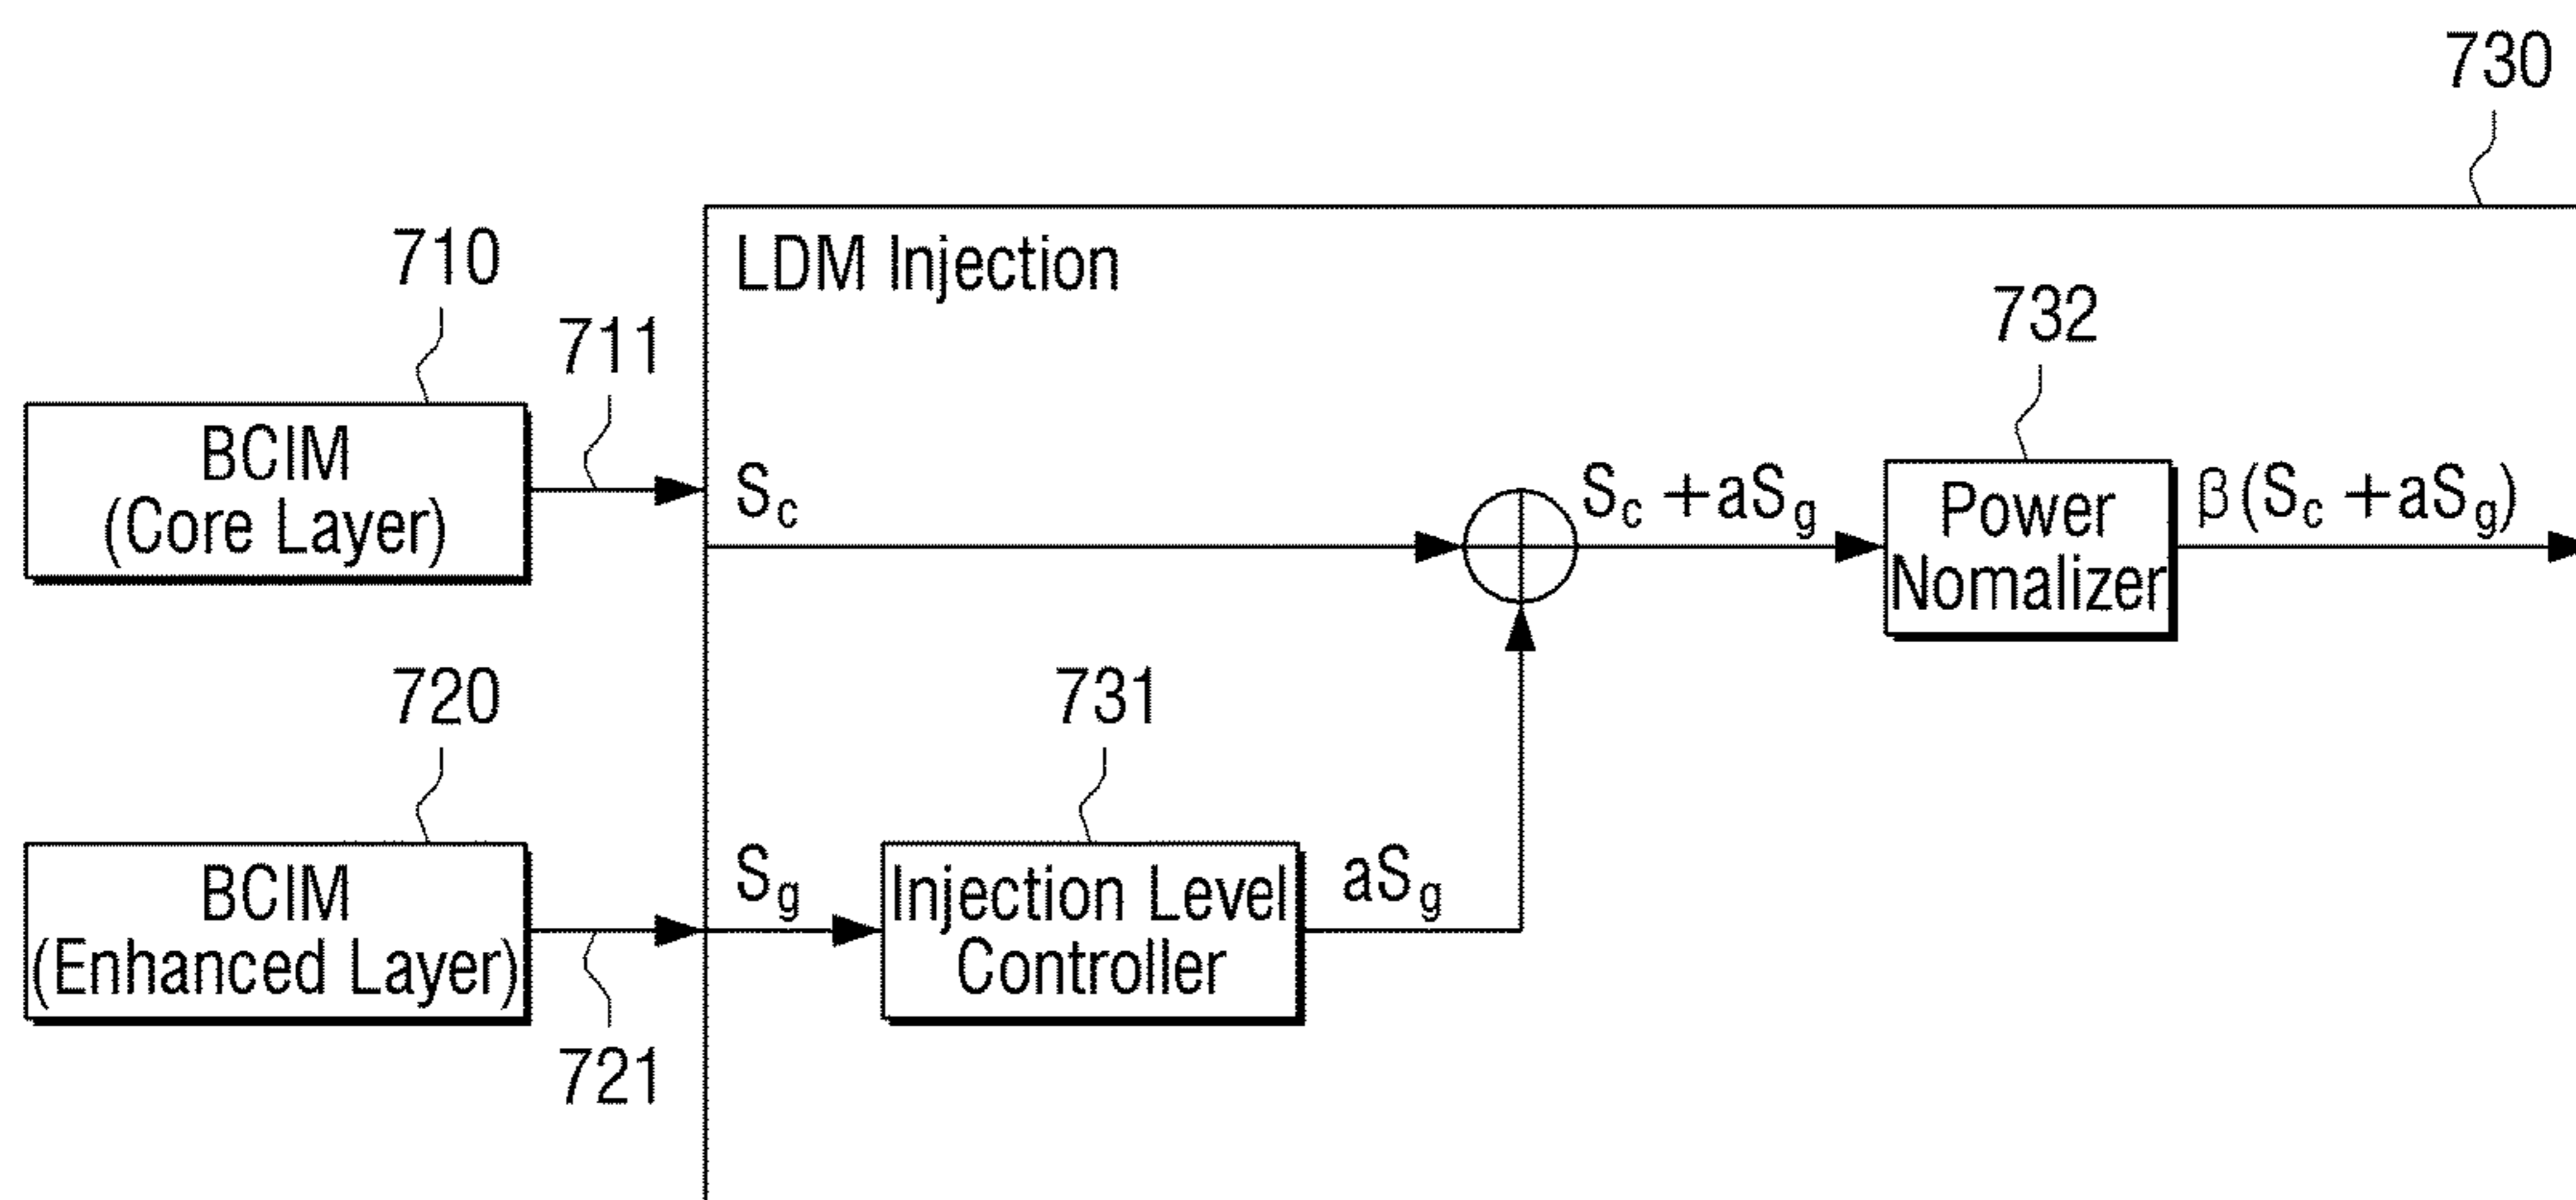 730
LDM Injection
710
711
732
BCIM
(Core Layer)
Sc
Sc +aSg
Power
Nomalizer
β(Sc +aSg)
720
731
BCIM
(Enhanced Layer)
Sg
Injection Level
Controller
aSg
721